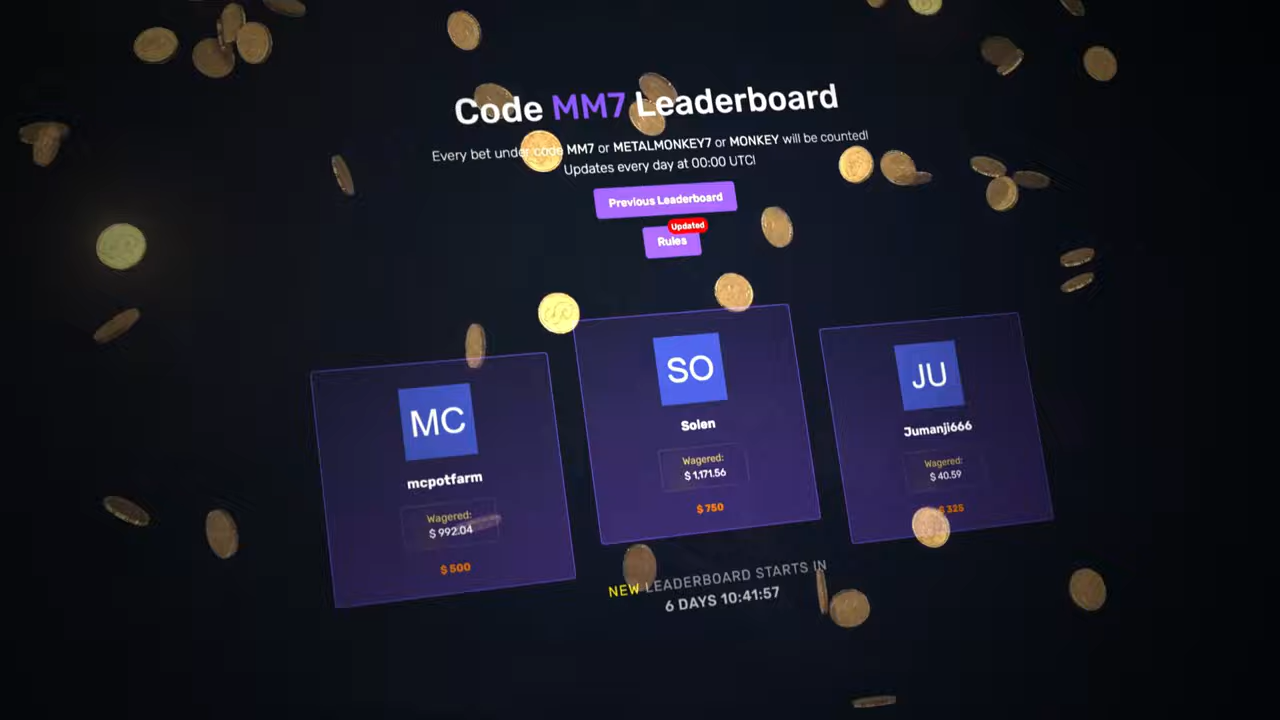 Code MM7 Leaderboard
Every bet under code MM7 or METALMONKEY7 or MONKEY will be counted!
Updates every day at 00:00 UTC!
Previous Leaderboard
Updated
Rules
MC
mcpotfarm
Wagered:
$ 992.04
$ 500
SO
Solen
Wagered:
$ 1,171.56
$ 750
JU
Jumanji666
Wagered:
$ 40.59
$ 325
NEW LEADERBOARD STARTS IN
6 DAYS 10:41:57